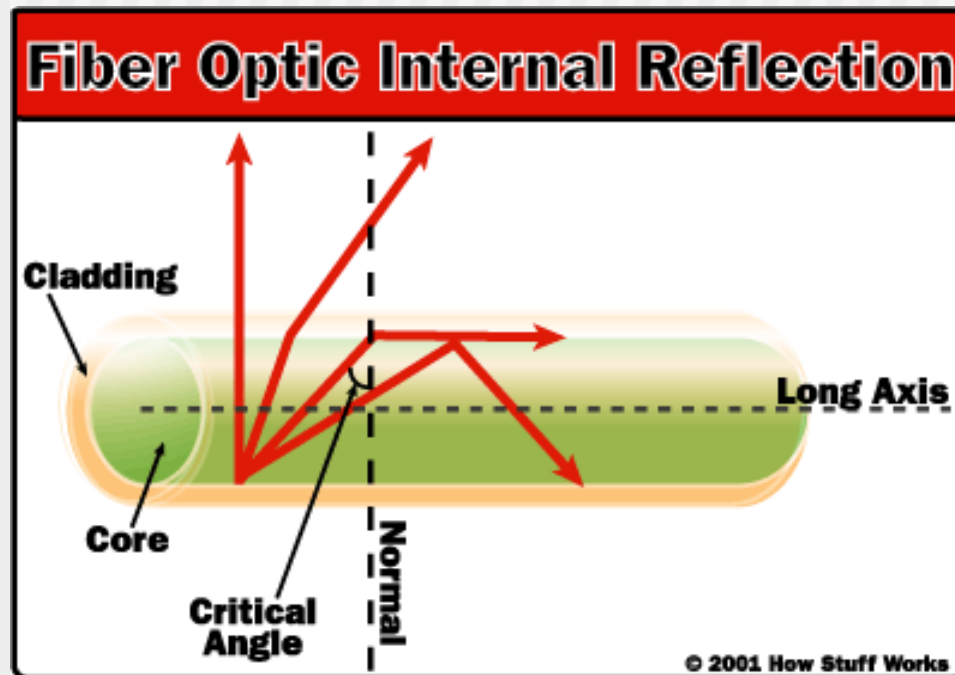 Fiber Optic Internal Reflection
Cladding
Long Axis
Core
Normal
Critical
Angle
© 2001 How Stuff Works